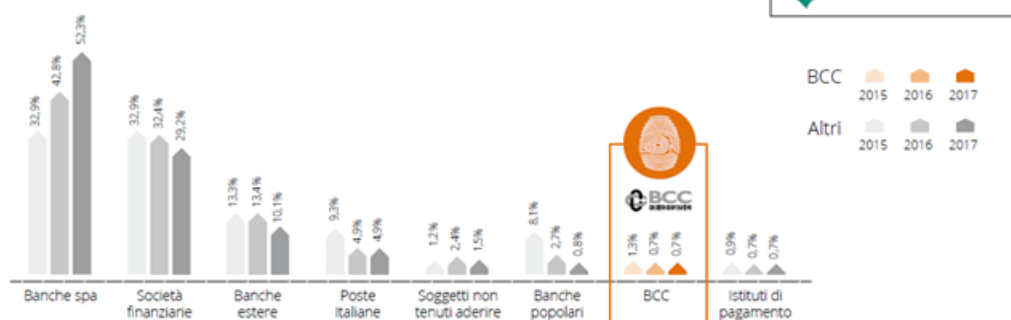 32,9%
42,8%
52,3%
32,9%
32,4%
29,2%
13,3%
13,4%
10,1%
9,3%
4,9%
4,9%
1,2%
2,4%
1,5%
8,1%
2,7%
0,8%
1,3%
0,7%
0,7%
0,9%
0,7%
0,7%
BCC
Banche spa
Società
finanziarie
Banche
estere
Poste
Italiane
Soggetti non
tenuti aderire
Banche
popolari
BCC
Istituti di
pagamento
BCC
2015 2016 2017
Altri
2015 2016 2017